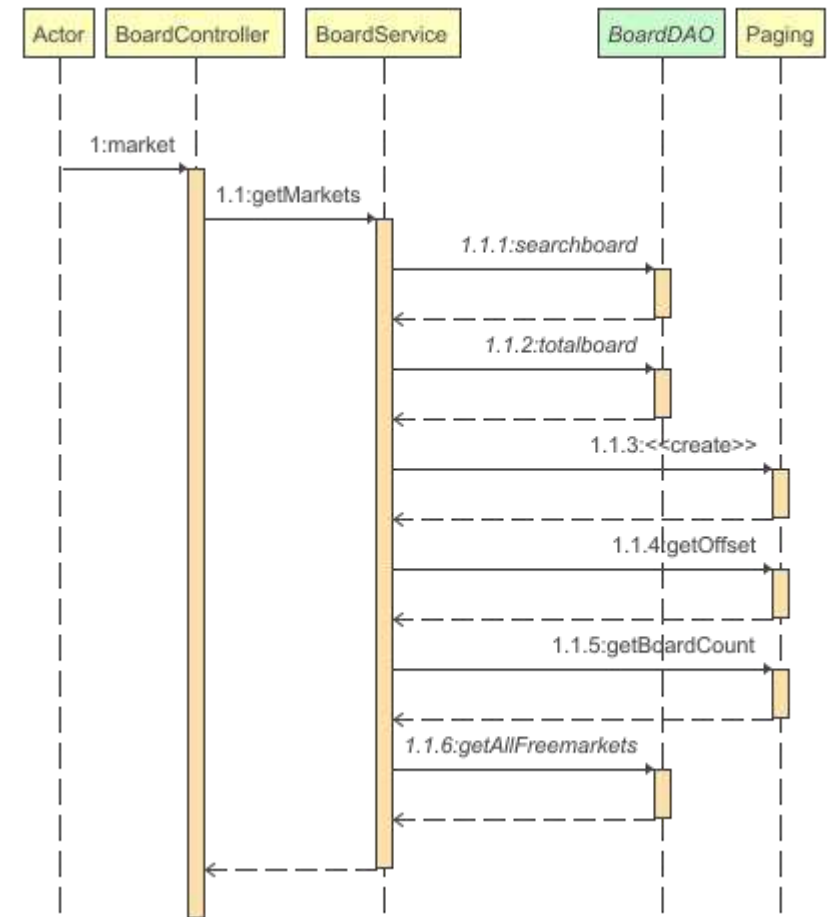 Actor
BoardController
BoardService
BoardDAO
Paging
1:market
1.1:getMarkets
1.1.1:searchboard
1.1.2:totalboard
1.1.3:<<create>>
1.1.4:getOffset
1.1.5:getBoardCount
1.1.6:getAllFreemarkets